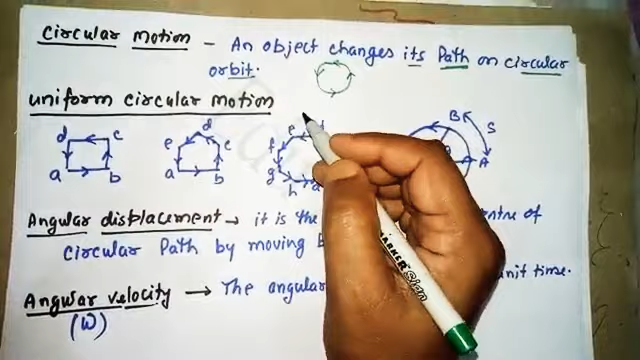 Circular motion - An object changes its Path on circular
orbit.
uniform circular motion
d c e d c e f B S
a b a b g h a A
Angular displacement → it is the centre of
circular Path by moving unit time.
Angular velocity → The angular
(W)